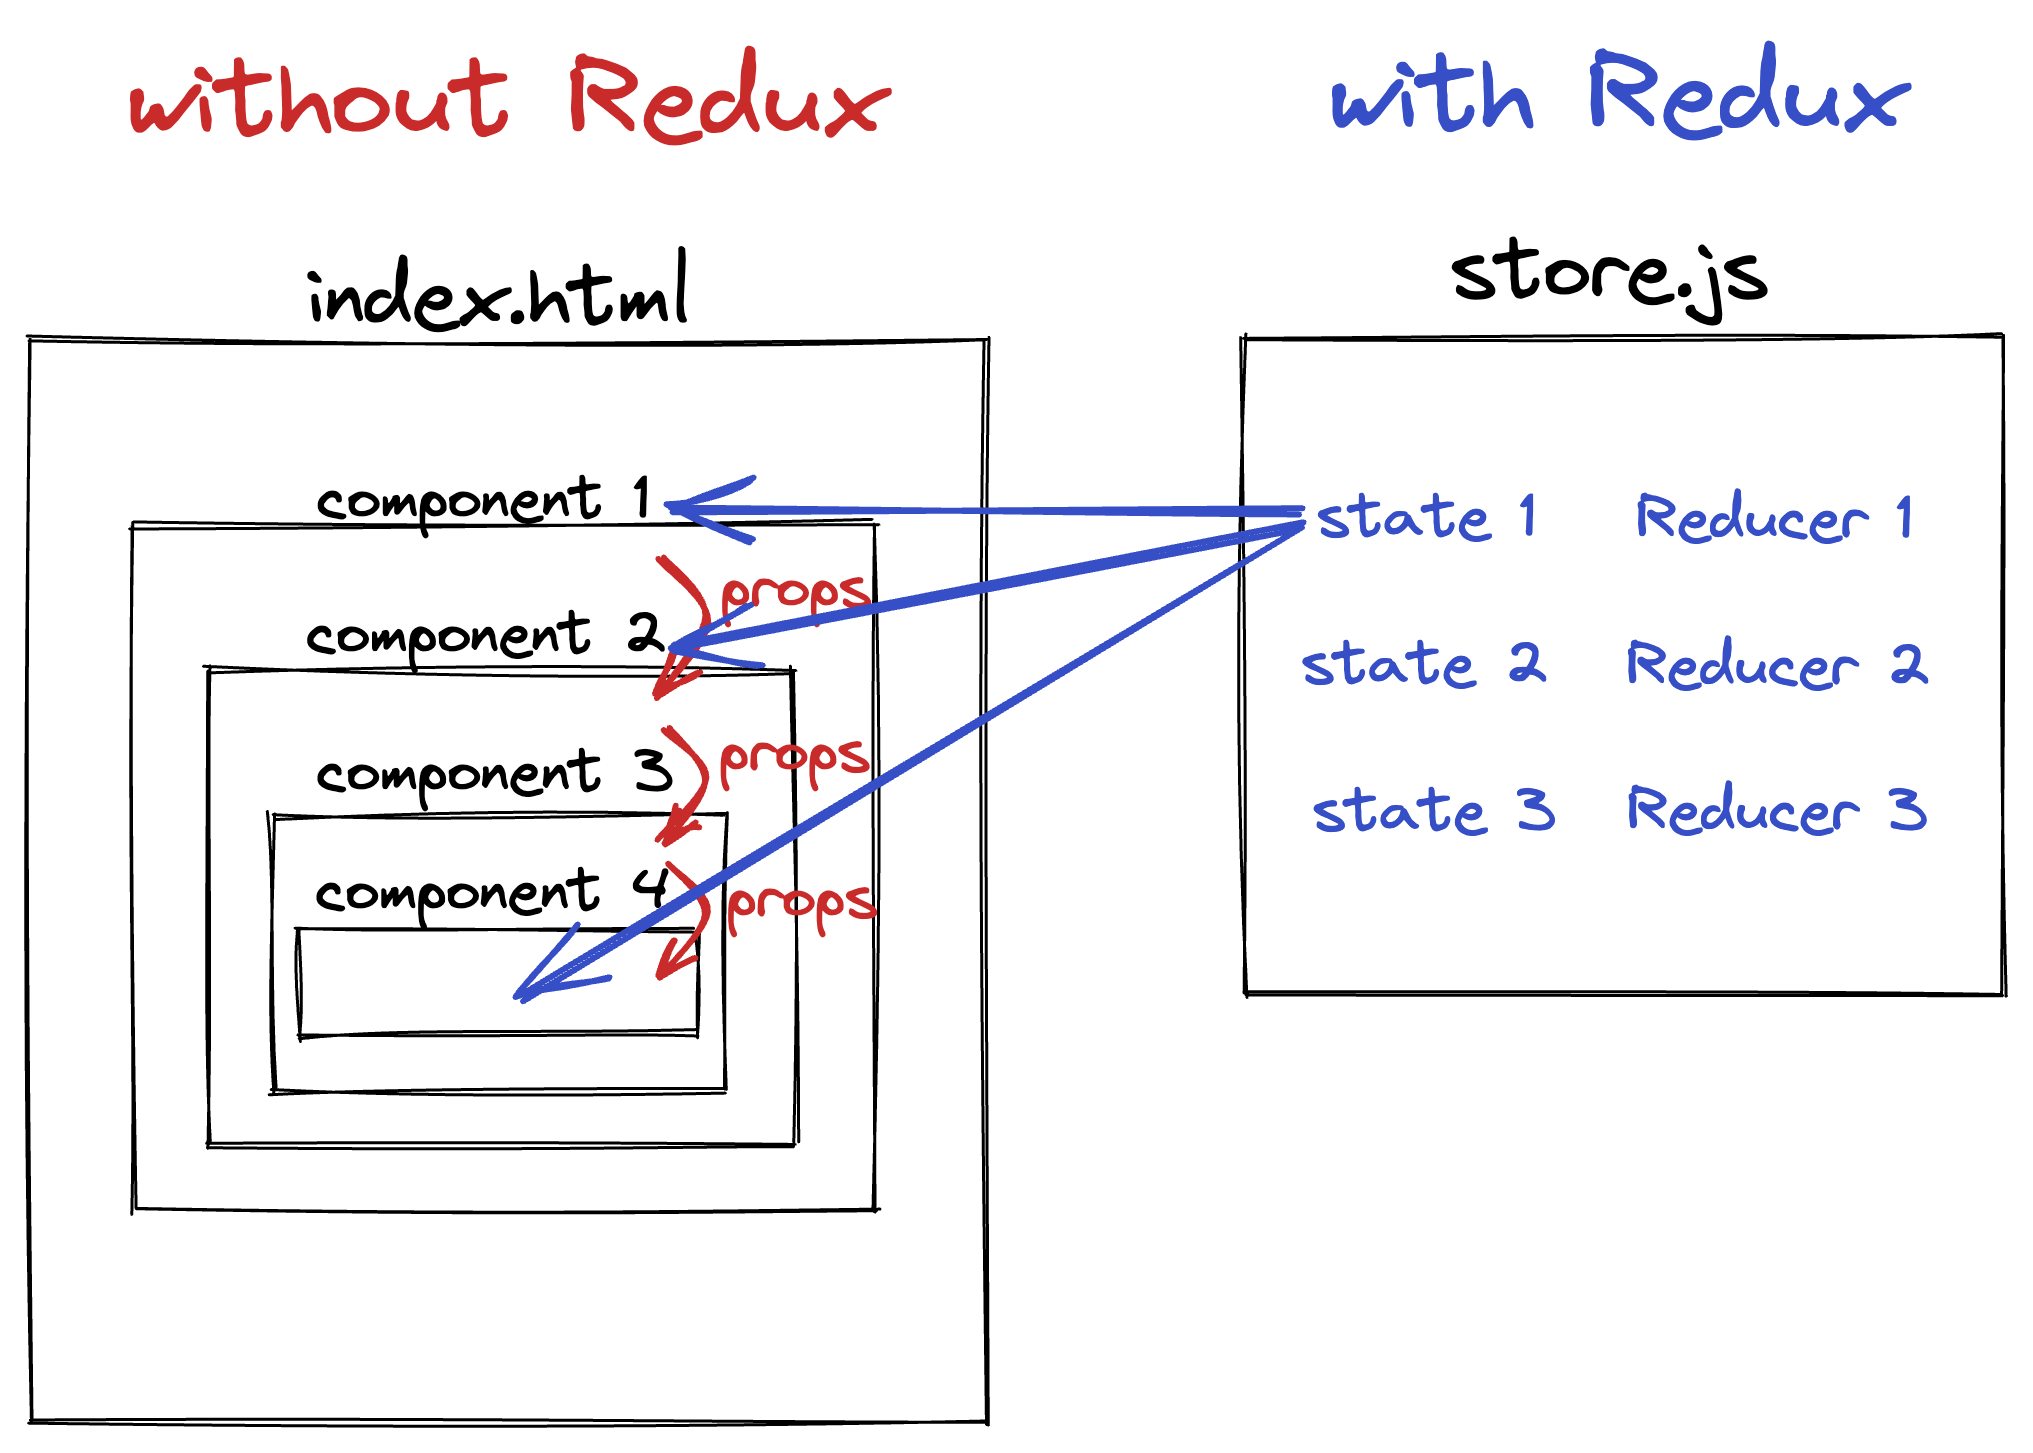 without Redux
with Redux
index.html
store.js
component 1
props
component 2
props
component 3
props
component 4
state 1 Reducer 1
state 2 Reducer 2
state 3 Reducer 3